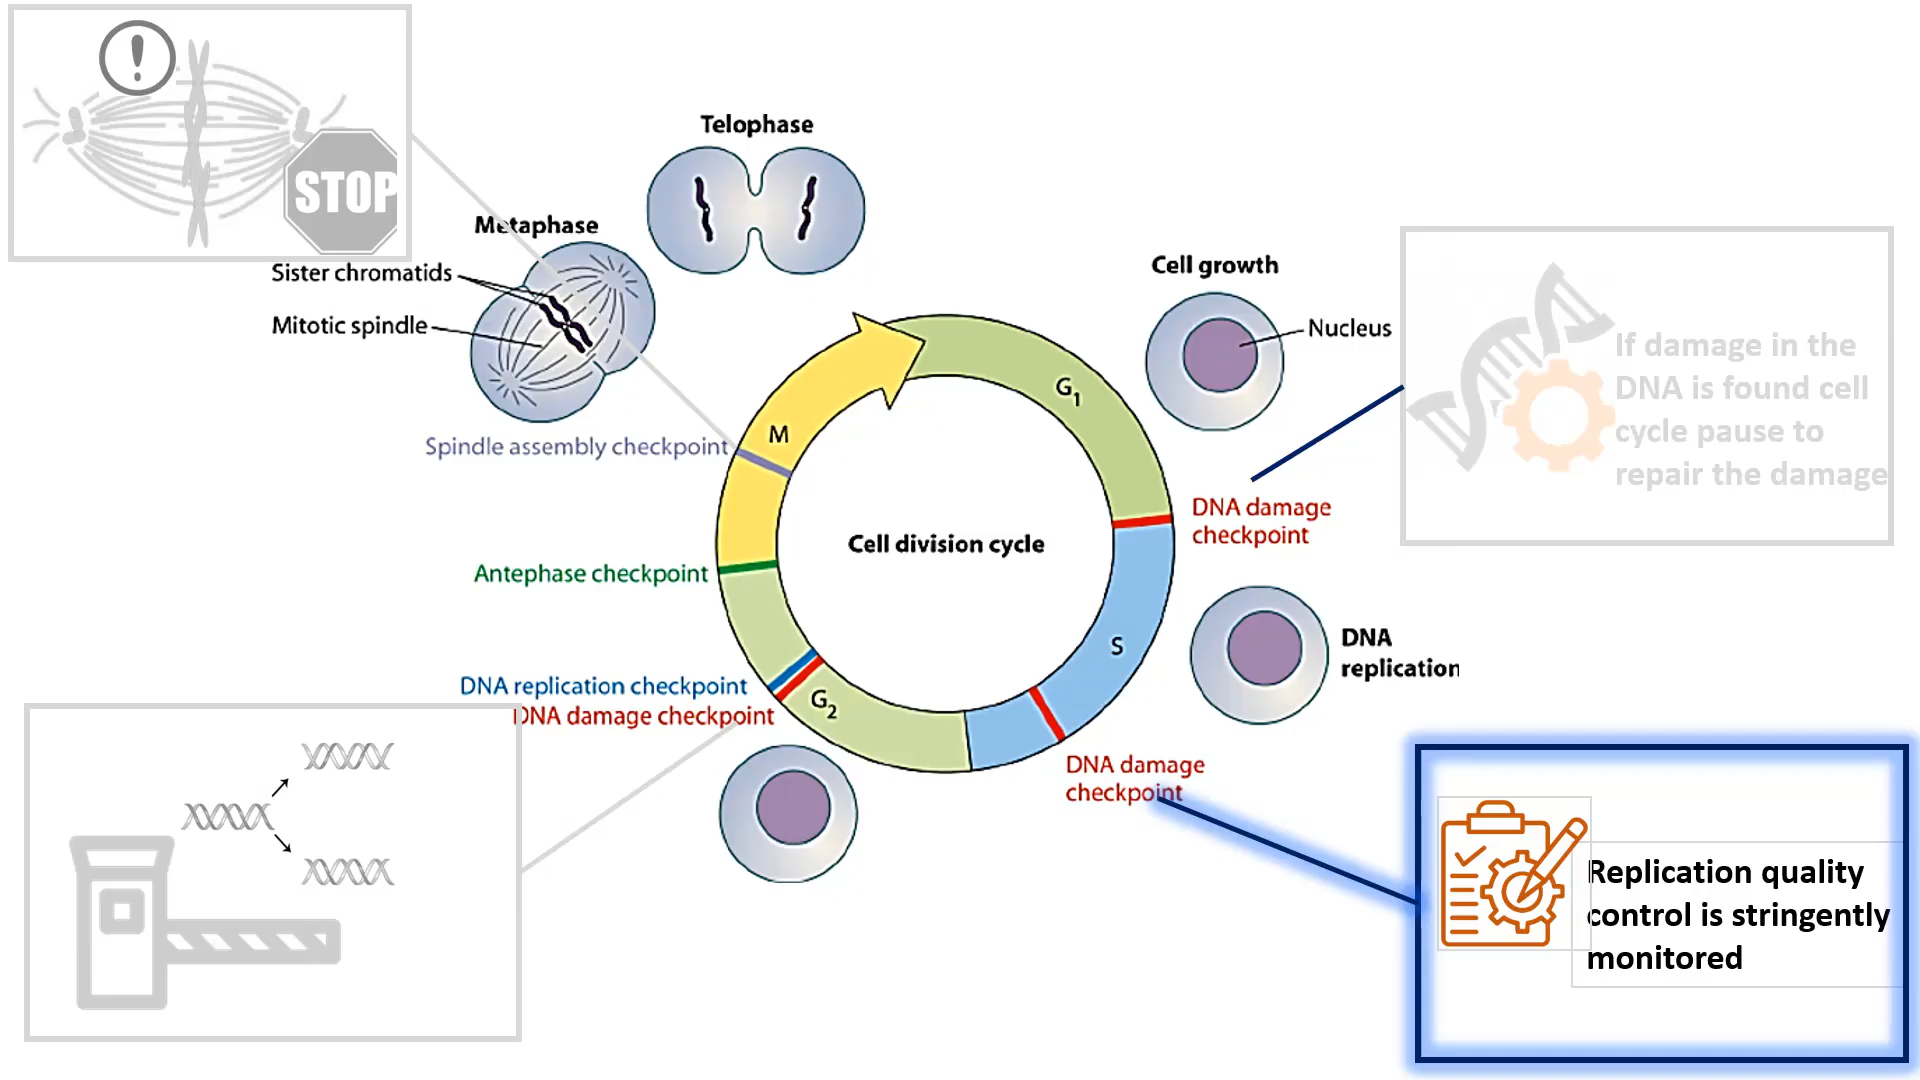 !
STOP
Telophase
Metaphase
Sister chromatids
Mitotic spindle
Cell growth
Nucleus
If damage in the
DNA is found cell
cycle pause to
repair the damage
G1
M
Spindle assembly checkpoint
DNA damage
checkpoint
Cell division cycle
Antephase checkpoint
S
DNA
replication
DNA replication checkpoint
DNA damage checkpoint
G2
DNA damage
checkpoint
Replication quality
control is stringently
monitored